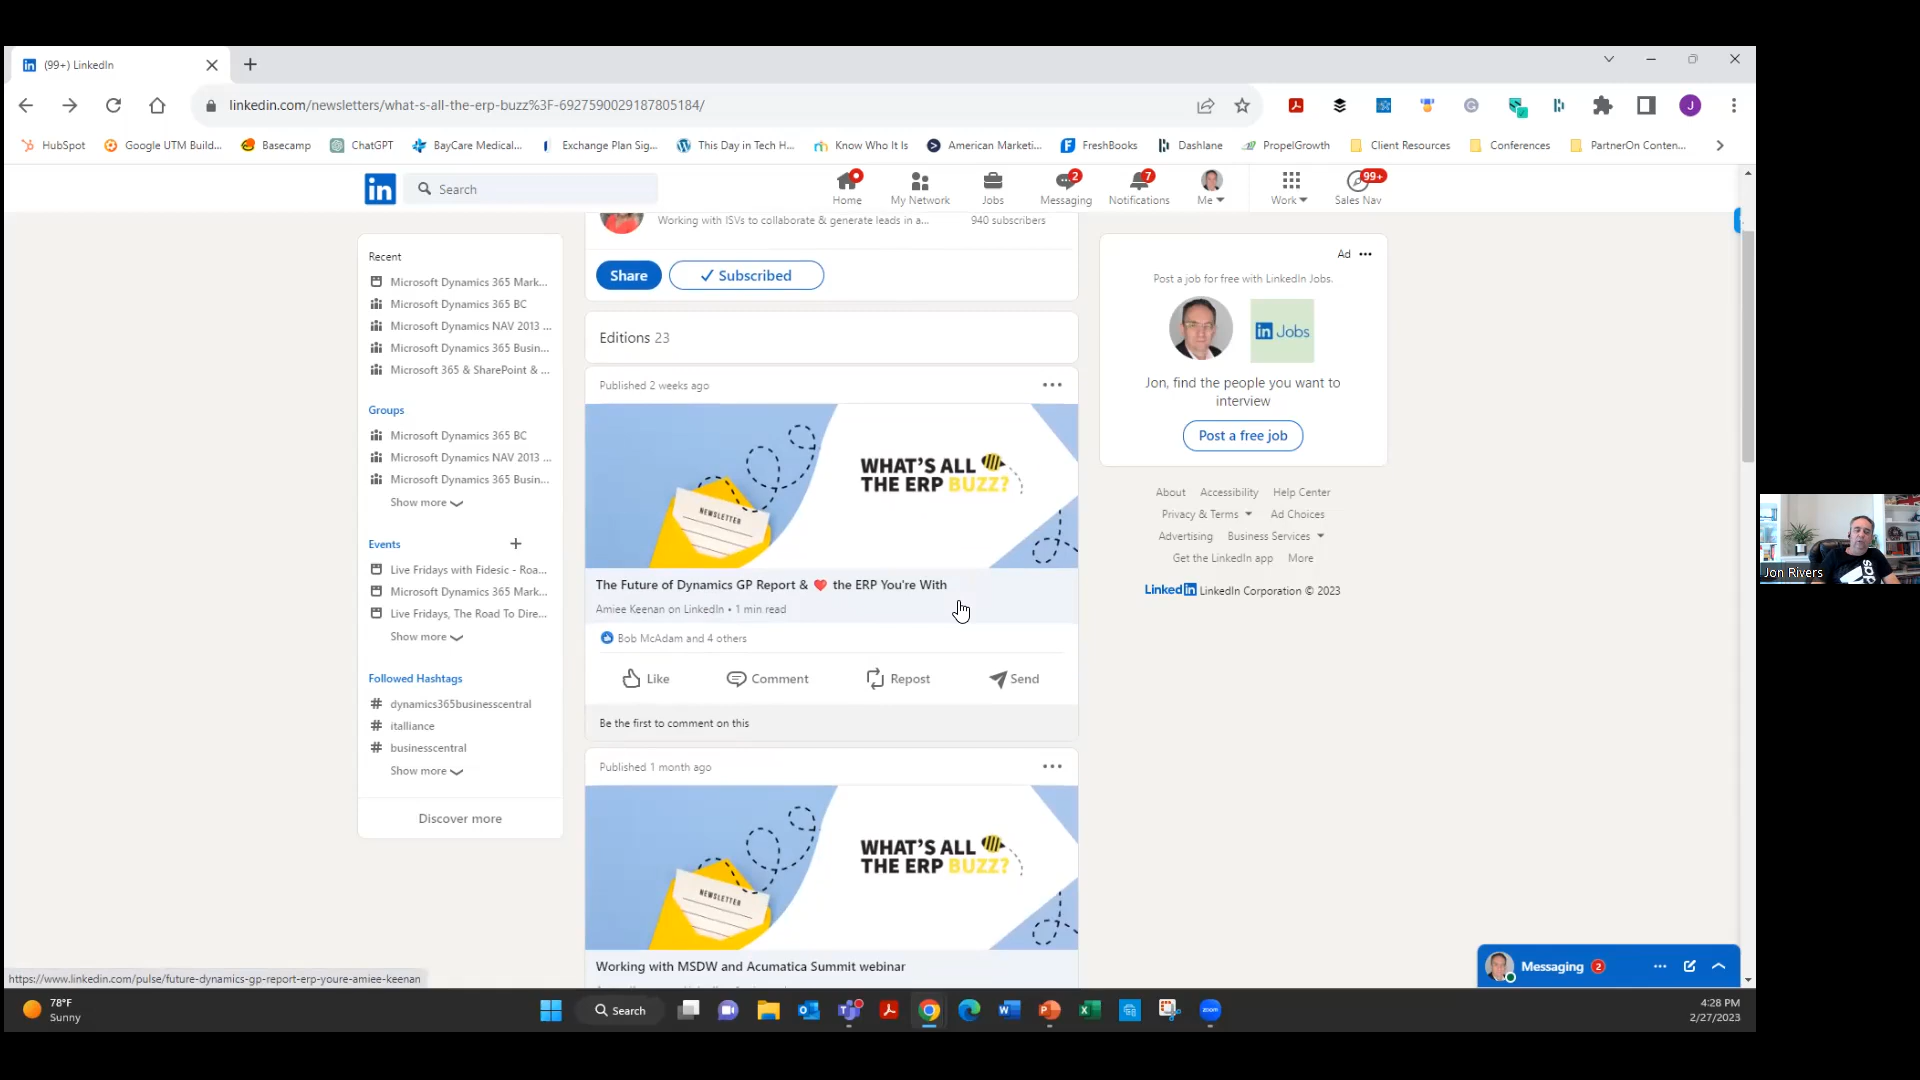 (99+) LinkedIn
linkedin.com/newsletters/what-s-all-the-erp-buzz%3F-6927590029187805184/
HubSpot
Google UTM Build...
Basecamp
ChatGPT
BayCare Medical...
Exchange Plan Sig...
This Day in Tech H...
Know Who It Is
American Marketi...
FreshBooks
Dashlane
PropelGrowth
Client Resources
Conferences
PartnerOn Conten...
Search
Home
My Network
Jobs
2
Messaging
7
Notifications
Me
Work
99+
Sales Nav
Recent
Microsoft Dynamics 365 Mark...
Microsoft Dynamics 365 BC
Microsoft Dynamics NAV 2013 ...
Microsoft Dynamics 365 Busin...
Microsoft 365 & SharePoint & ...
Groups
Microsoft Dynamics 365 BC
Microsoft Dynamics NAV 2013 ...
Microsoft Dynamics 365 Busin...
Show more
Events
Live Fridays with Fidesic - Roa...
Microsoft Dynamics 365 Mark...
Live Fridays, The Road To Dire...
Show more
Followed Hashtags
# dynamics365businesscentral
# italliance
# businesscentral
Show more
Discover more
Working with ISVs to collaborate & generate leads in a...
940 subscribers
Share
Subscribed
Editions 23
Published 2 weeks ago
NEWSLETTER
WHAT'S ALL
THE ERP BUZZ?
The Future of Dynamics GP Report & ❤ the ERP You're With
Amiee Keenan on LinkedIn • 1 min read
Bob McAdam and 4 others
Like
Comment
Repost
Send
Be the first to comment on this
Published 1 month ago
NEWSLETTER
WHAT'S ALL
THE ERP BUZZ?
Working with MSDW and Acumatica Summit webinar
Ad
Post a job for free with LinkedIn Jobs.
in Jobs
Jon, find the people you want to
interview
Post a free job
About Accessibility Help Center
Privacy & Terms Ad Choices
Advertising Business Services
Get the LinkedIn app More
LinkedIn LinkedIn Corporation © 2023
Jon Rivers
Messaging 2
https://www.linkedin.com/pulse/future-dynamics-gp-report-erp-youre-amiee-keenan
78°F
Sunny
Search
zoom
4:28 PM
2/27/2023